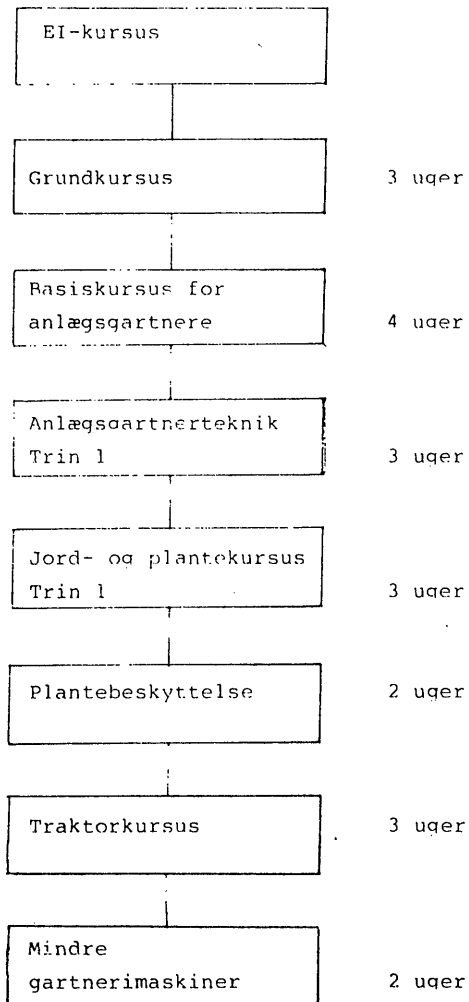 EI-kursus
Grundkursus 3 uger
Basiskursus for
anlægsgartnere 4 uger
Anlægsgartnerteknik
Trin 1 3 uger
Jord- og plantekursus
Trin 1 3 uger
Plantebeskyttelse 2 uger
Traktorkursus 3 uger
Mindre
gartnerimaskiner 2 uger